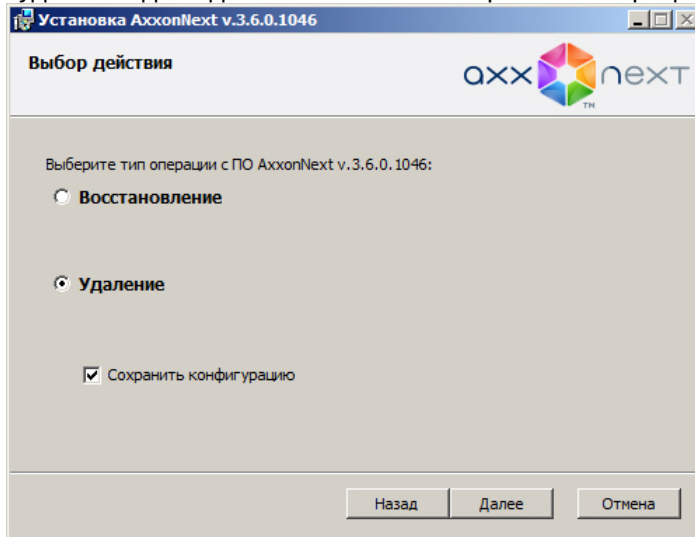 Установка AxxonNext v.3.6.0.1046
Выбор действия
axx next
TM
Выберите тип операции с ПО AxxonNext v.3.6.0.1046:
Восстановление
Удаление
Сохранить конфигурацию
Назад Далее Отмена